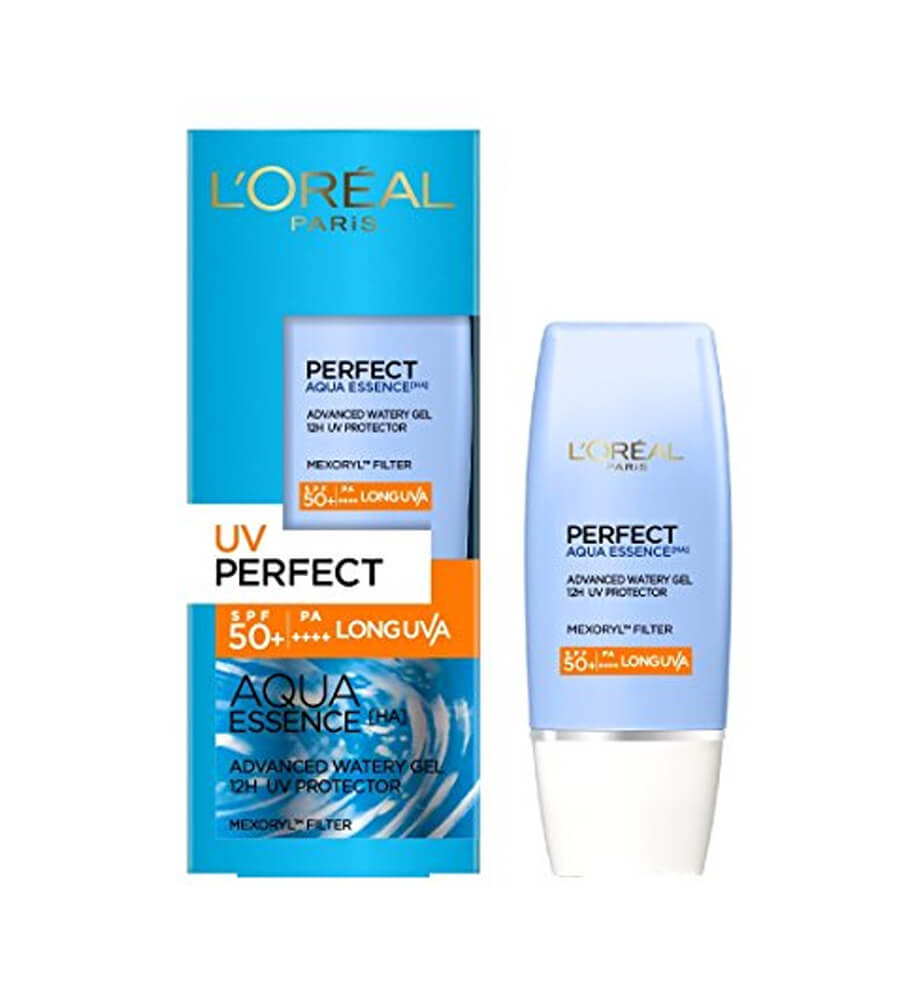 L'ORÉAL
PARiS
PERFECT
AQUA ESSENCE[HA]
ADVANCED WATERY GEL
12H UV PROTECTOR
MEXORYL™ FILTER
SPF 50+ PA ++++ LONG UVA
UV
PERFECT
SPF 50+ PA ++++ LONG UVA
AQUA
ESSENCE [HA]
ADVANCED WATERY GEL
12H UV PROTECTOR
MEXORYL™ FILTER
L'ORÉAL
PARiS
PERFECT
AQUA ESSENCE[HA]
ADVANCED WATERY GEL
12H UV PROTECTOR
MEXORYL™ FILTER
SPF 50+ PA ++++ LONG UVA